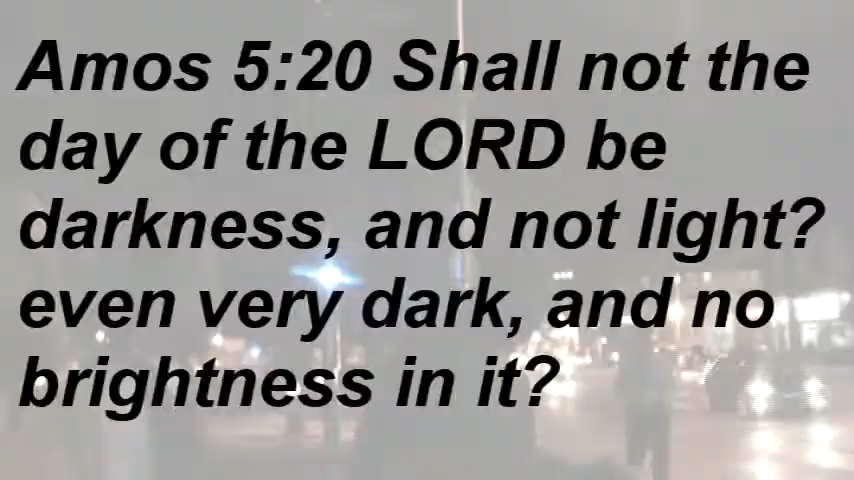 Amos 5:20 Shall not the
day of the LORD be
darkness, and not light?
even very dark, and no
brightness in it?